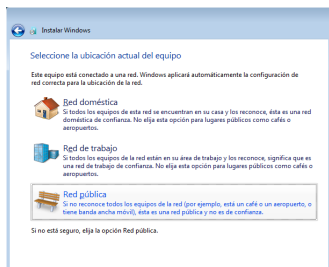 Instalar Windows
Seleccione la ubicación actual del equipo
Este equipo está conectado a una red. Windows aplicará automáticamente la configuración de
red correcta para la ubicación de la red.
Red doméstica
Si todos los equipos de esta red se encuentran en su casa y los reconoce, ésta es una red
doméstica de confianza. No elija esta opción para lugares públicos como cafés o
aeropuertos.
Red de trabajo
Si todos los equipos de la red están en su área de trabajo y los reconoce, significa que es
una red de trabajo de confianza. No elija esta opción para lugares públicos como cafés o
aeropuertos.
Red pública
Si no reconoce todos los equipos de la red (por ejemplo, está un café o un aeropuerto, o
tiene banda ancha móvil), ésta es una red pública y no es de confianza.
Si no está seguro, elija la opción Red pública.